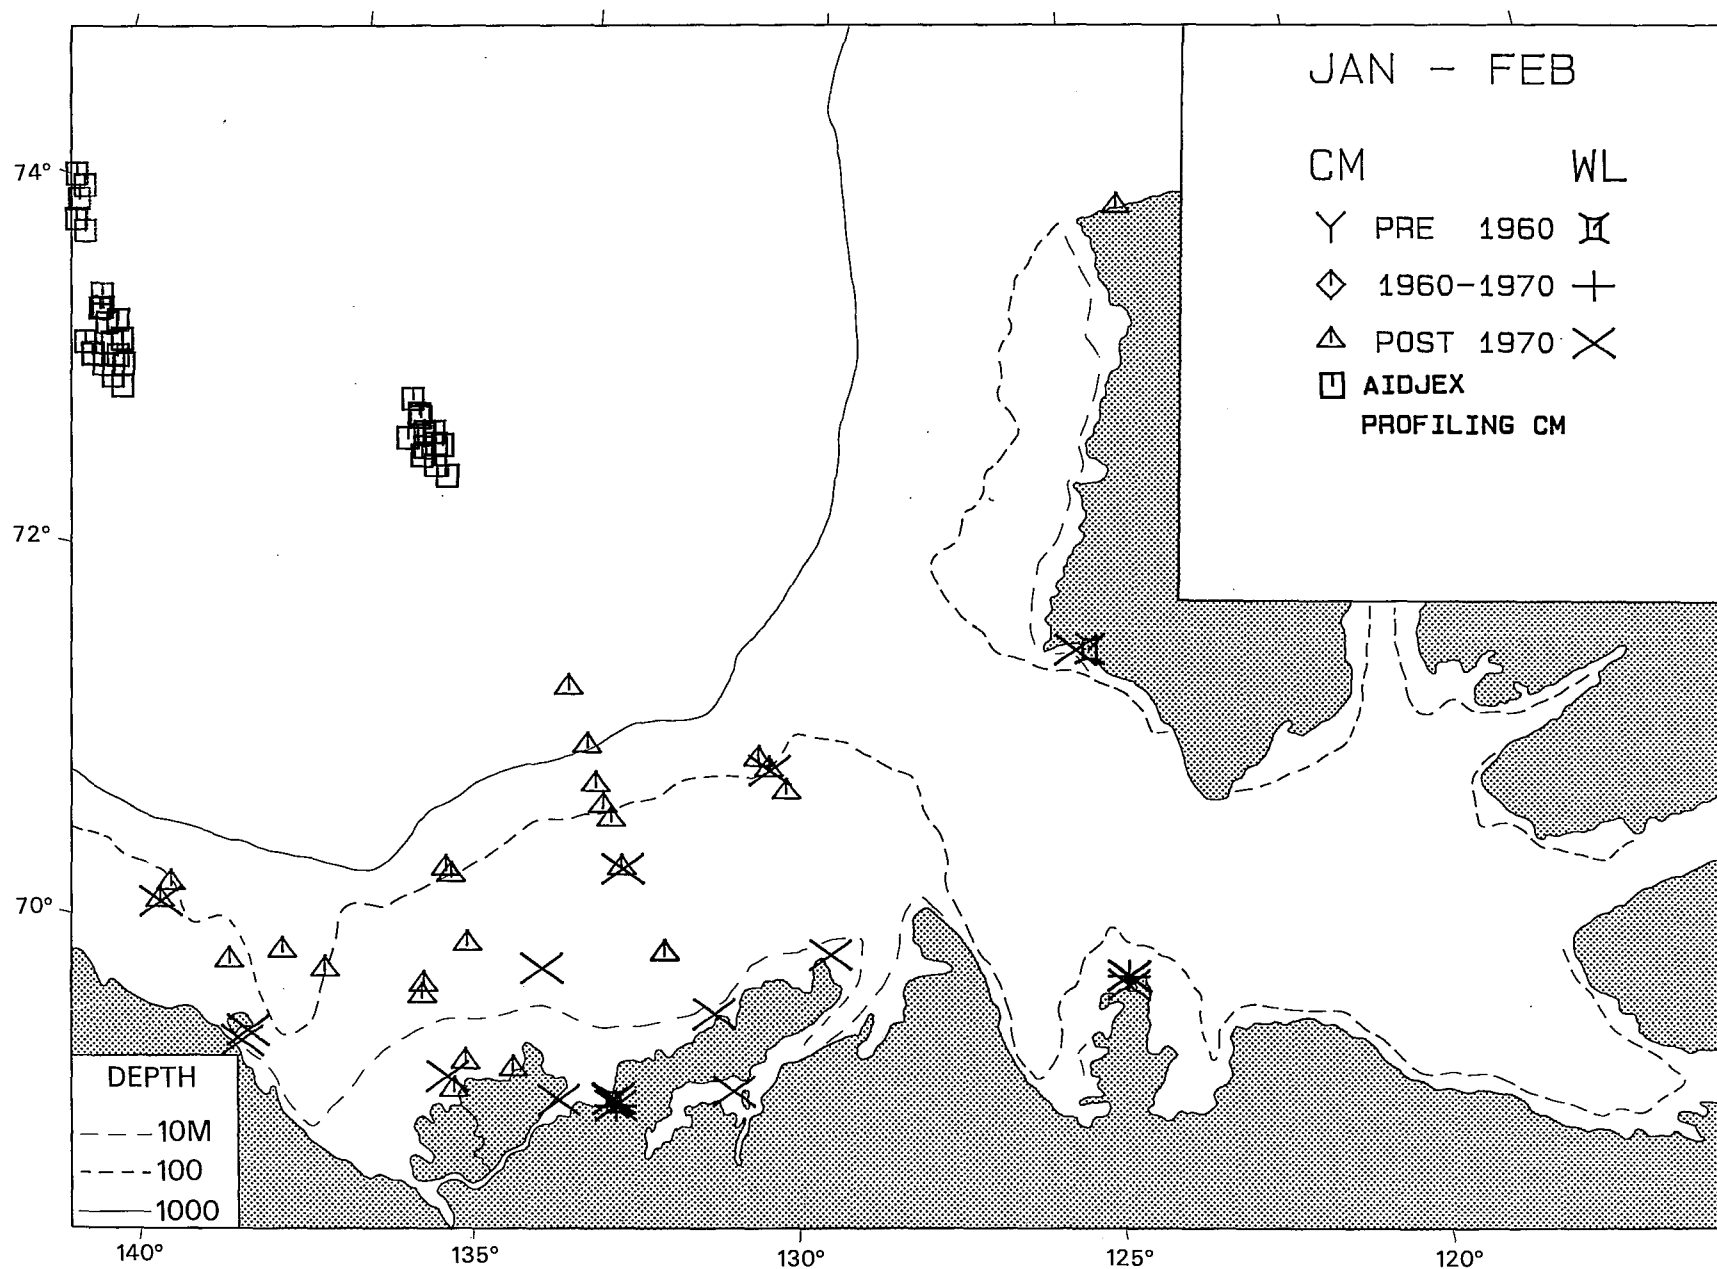 JAN - FEB
CM WL
PRE 1960
1960-1970
POST 1970
AIDJEX
PROFILING CM
74°
72°
70°
DEPTH
10M
100
1000
140° 135° 130° 125° 120°